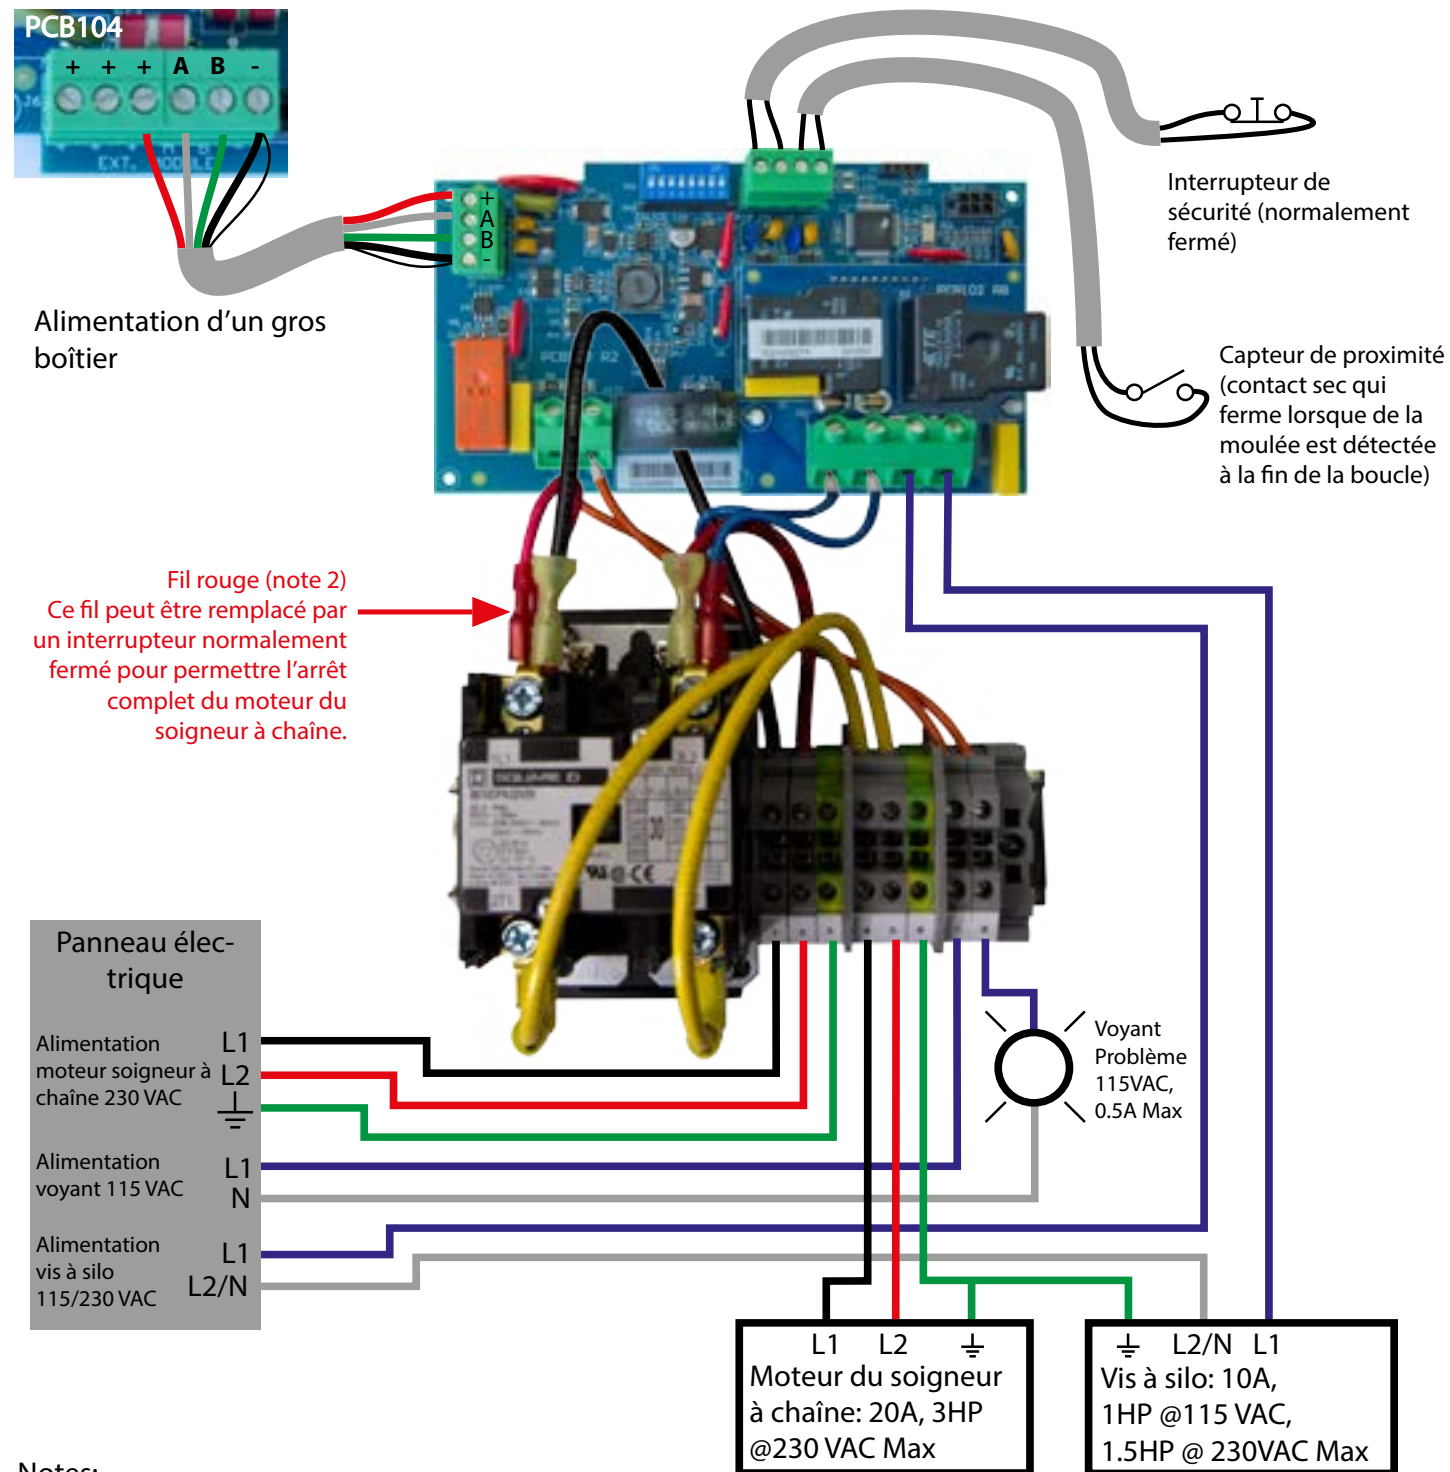 PCB104
+ + + A B -
EXT. MODULE
+
A
B
-
Alimentation d'un gros
boîtier
Interrupteur de
sécurité (normalement
fermé)
Capteur de proximité
(contact sec qui
ferme lorsque de la
moulée est détectée
à la fin de la boucle)
Fil rouge (note 2)
Ce fil peut être remplacé par
un interrupteur normalement
fermé pour permettre l'arrêt
complet du moteur du
soigneur à chaîne.
SQUARE D
Panneau élec-
trique
Alimentation
moteur soigneur à
chaîne 230 VAC
L1
L2
Alimentation
voyant 115 VAC
L1
N
Alimentation
vis à silo
115/230 VAC
L1
L2/N
Voyant
Problème
115VAC,
0.5A Max
L1 L2
Moteur du soigneur
à chaîne: 20A, 3HP
@230 VAC Max
L2/N L1
Vis à silo: 10A,
1HP @115 VAC,
1.5HP @ 230VAC Max
Notes: